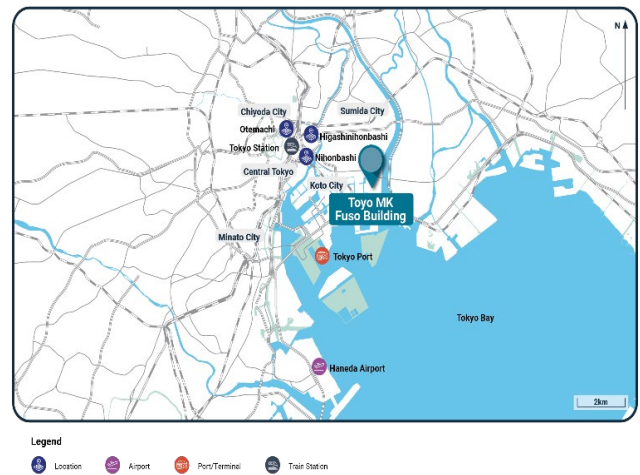 N
Chiyoda City
Sumida City
Otemachi
Higashinihonbashi
Tokyo Station
Nihonbashi
Central Tokyo
Koto City
Toyo MK
Fuso Building
Minato City
Tokyo Port
Tokyo Bay
Haneda Airport
2km
Legend
Location
Airport
Port/Terminal
Train Station